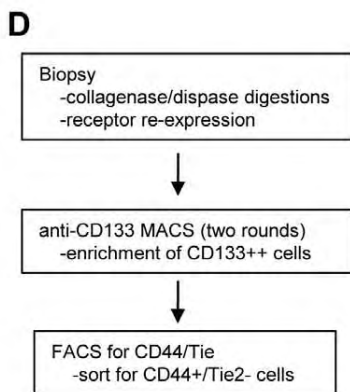 D
Biopsy
-collagenase/dispase digestions
-receptor re-expression
anti-CD133 MACS (two rounds)
-enrichment of CD133++ cells
FACS for CD44/Tie
-sort for CD44+/Tie2- cells